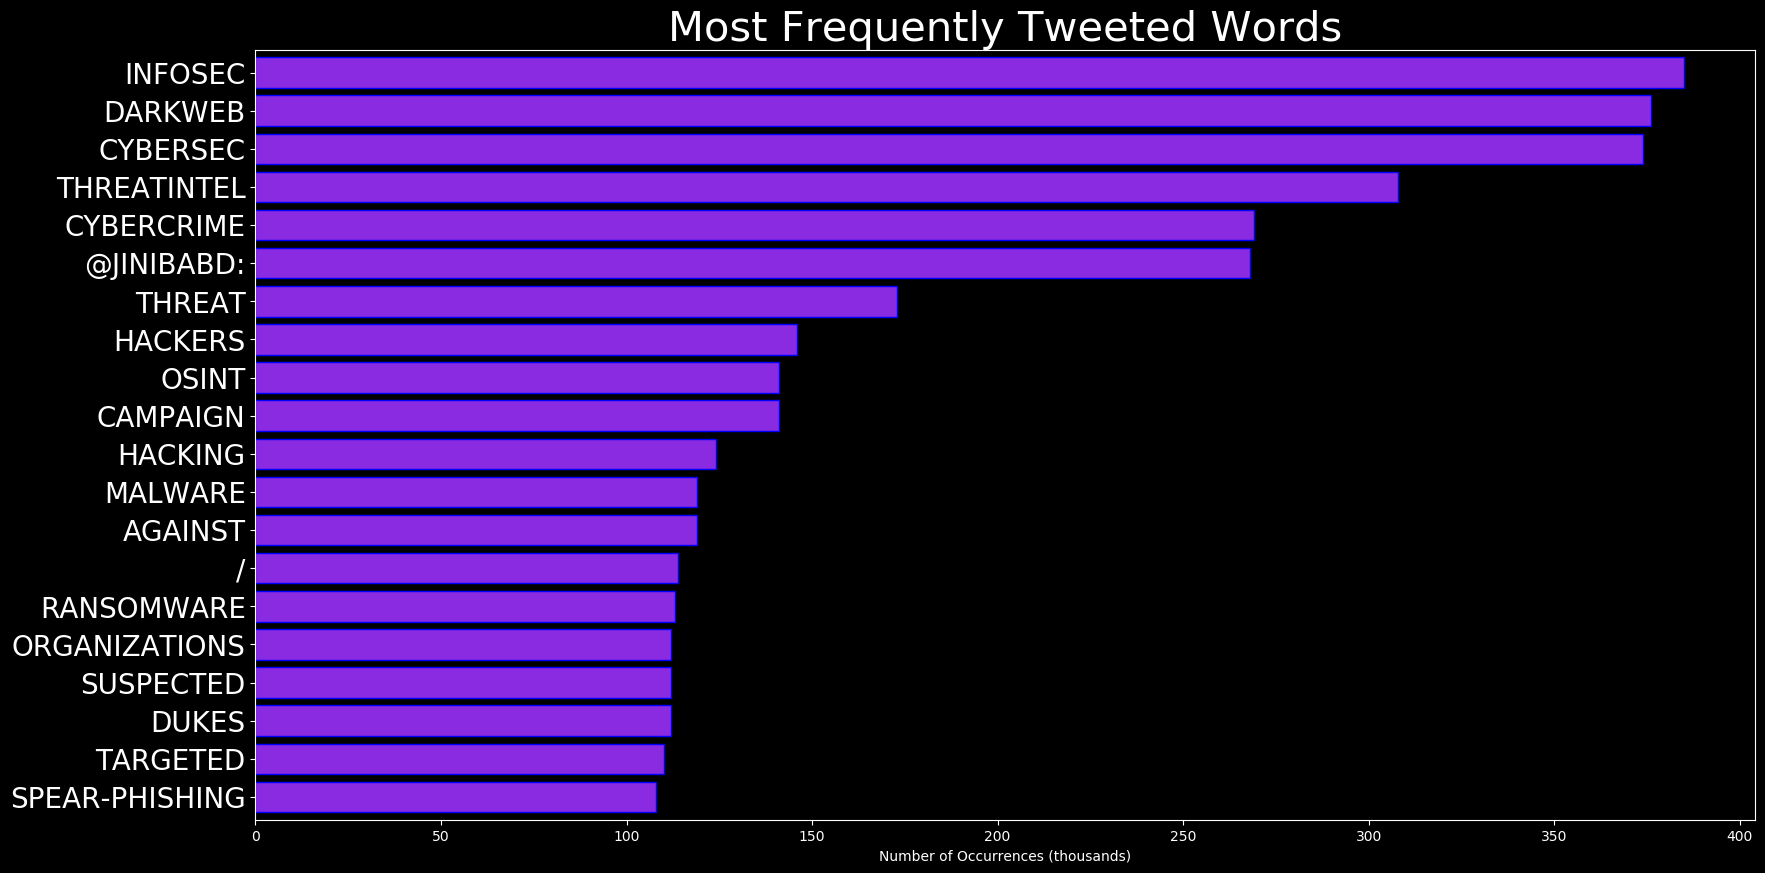 Most Frequently Tweeted Words
INFOSEC
DARKWEB
CYBERSEC
THREATINTEL
CYBERCRIME
@JINIBABD:
THREAT
HACKERS
OSINT
CAMPAIGN
HACKING
MALWARE
AGAINST
/
RANSOMWARE
ORGANIZATIONS
SUSPECTED
DUKES
TARGETED
SPEAR-PHISHING
0 50 100 150 200 250 300 350 400
Number of Occurrences (thousands)